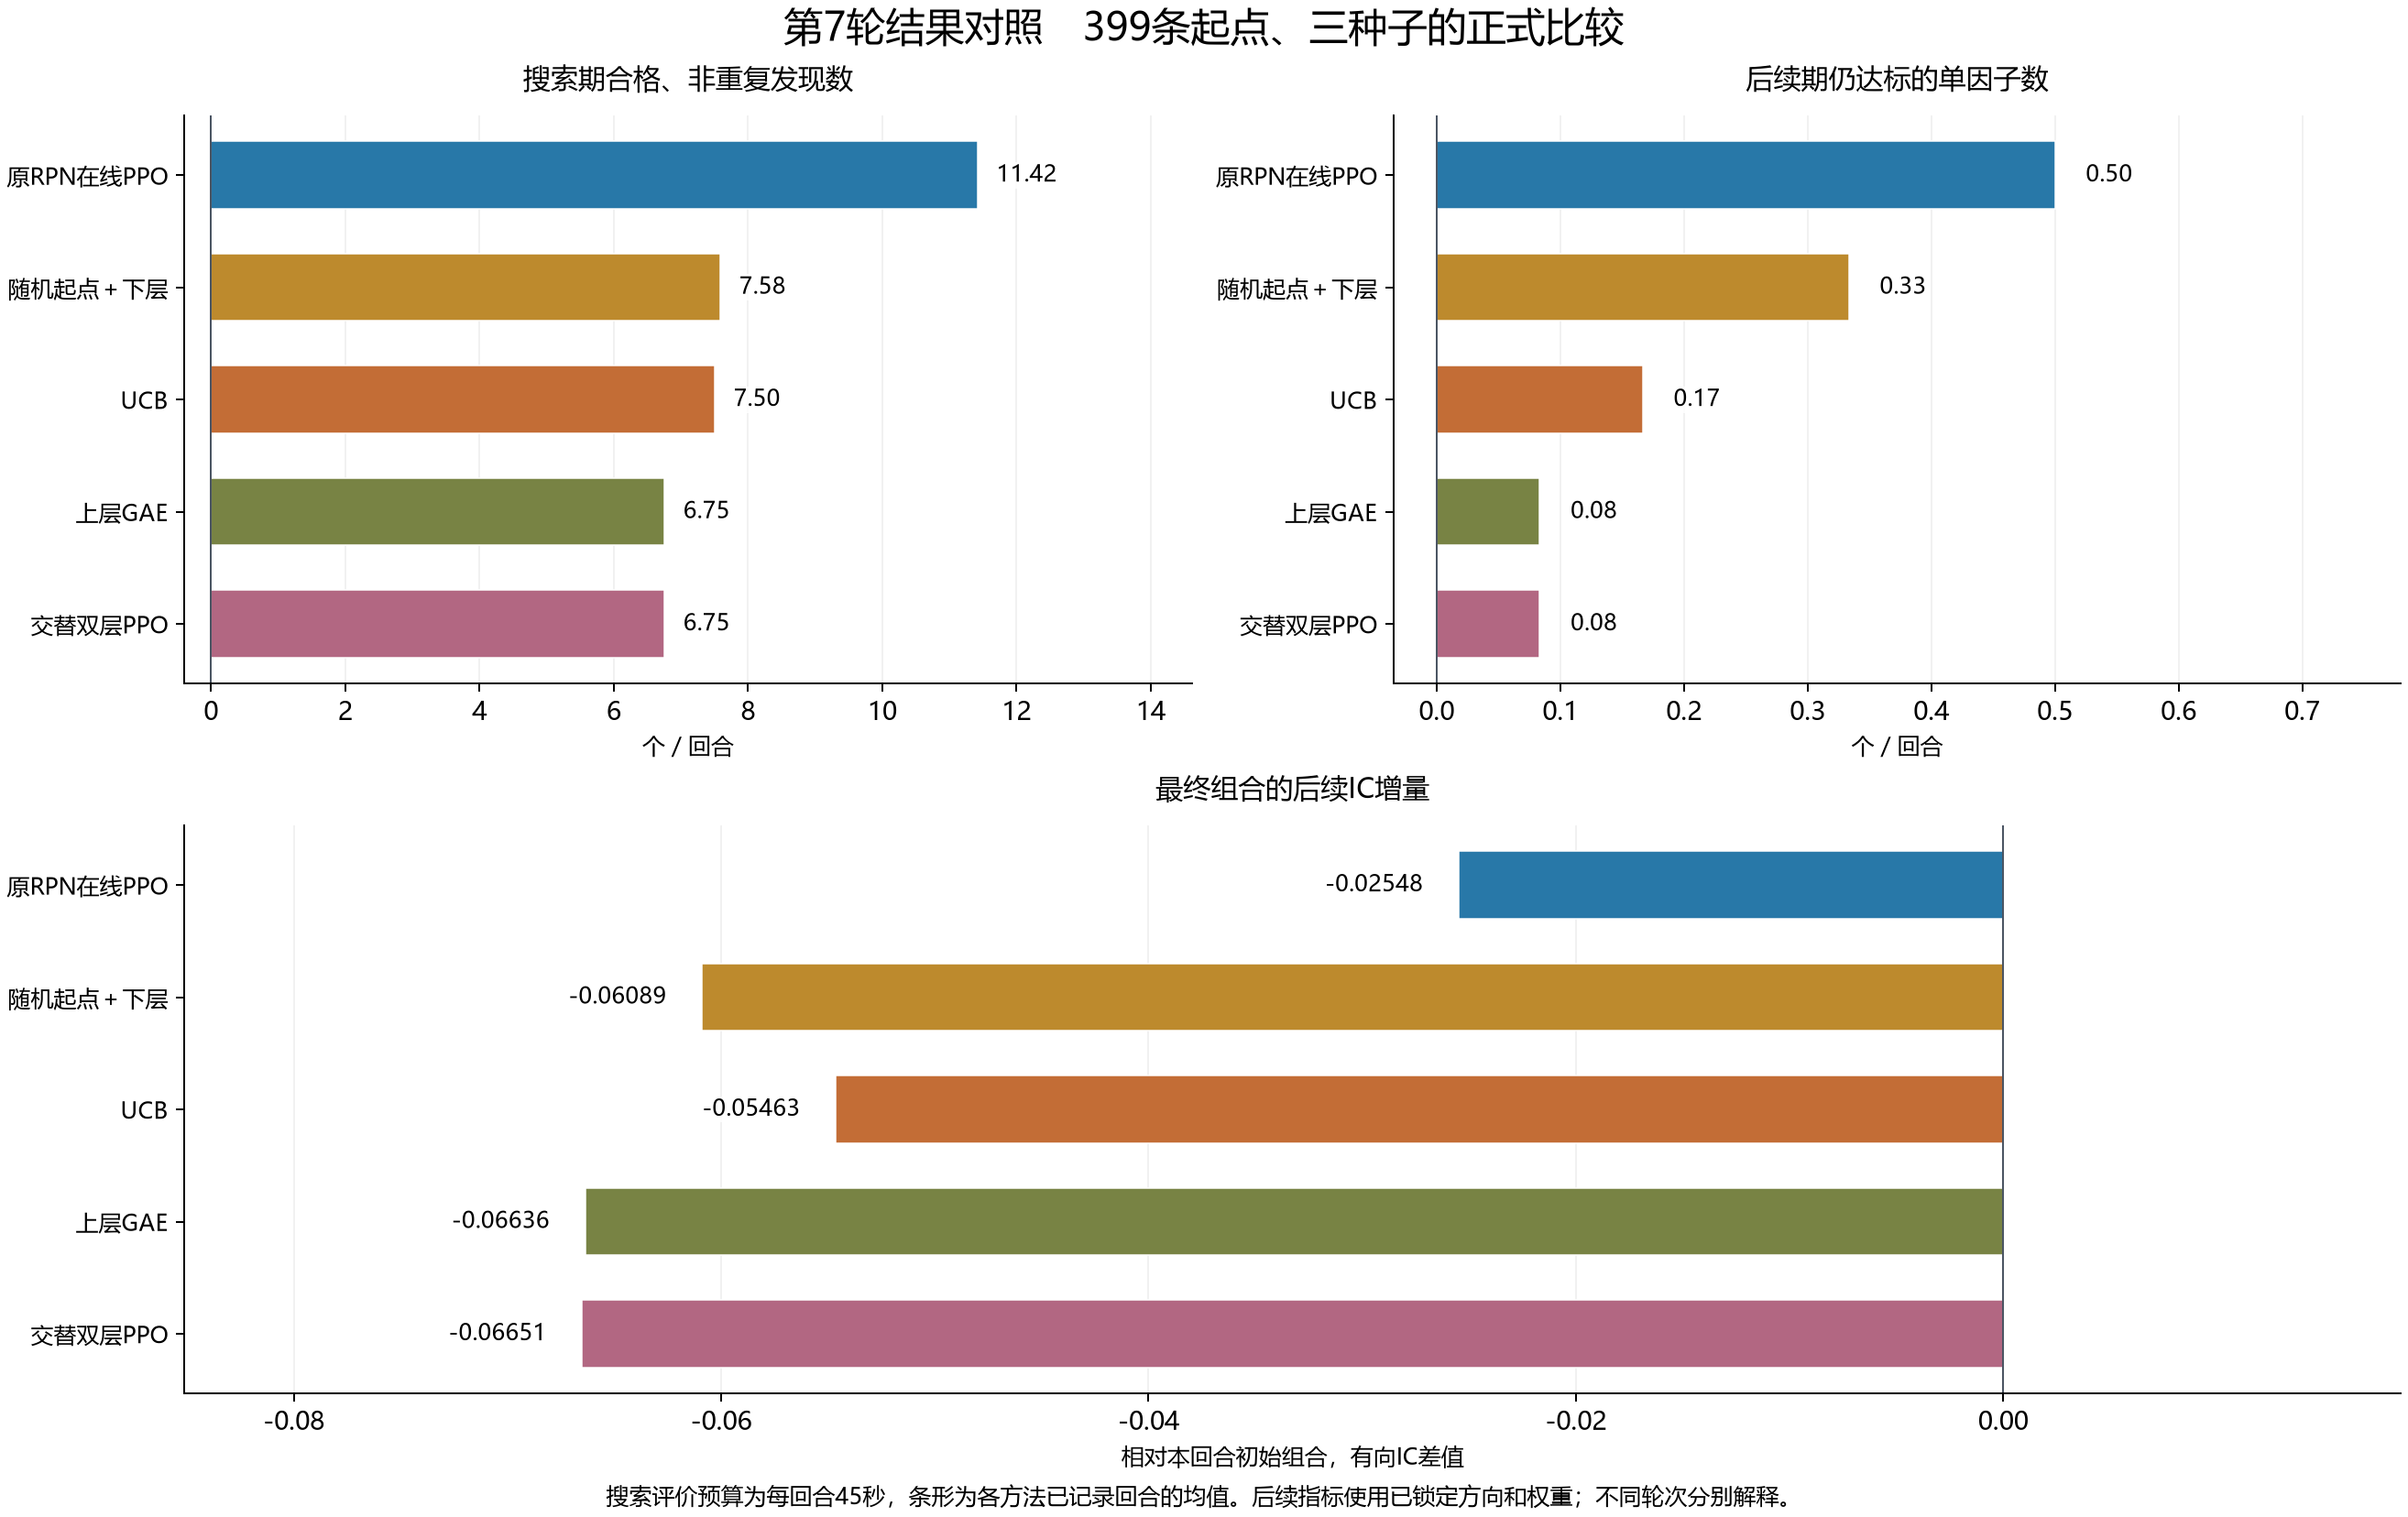 第7轮结果对照　399条起点、三种子的正式比较
搜索期合格、非重复发现数
原RPN在线PPO
11.42
随机起点＋下层
7.58
UCB
7.50
上层GAE
6.75
交替双层PPO
6.75
0 2 4 6 8 10 12 14
个 / 回合
后续期仍达标的单因子数
原RPN在线PPO
0.50
随机起点＋下层
0.33
UCB
0.17
上层GAE
0.08
交替双层PPO
0.08
0.0 0.1 0.2 0.3 0.4 0.5 0.6 0.7
个 / 回合
最终组合的后续IC增量
原RPN在线PPO
-0.02548
随机起点＋下层
-0.06089
UCB
-0.05463
上层GAE
-0.06636
交替双层PPO
-0.06651
-0.08 -0.06 -0.04 -0.02 0.00
相对本回合初始组合，有向IC差值
搜索评价预算为每回合45秒，条形为各方法已记录回合的均值。后续指标使用已锁定方向和权重；不同轮次分别解释。